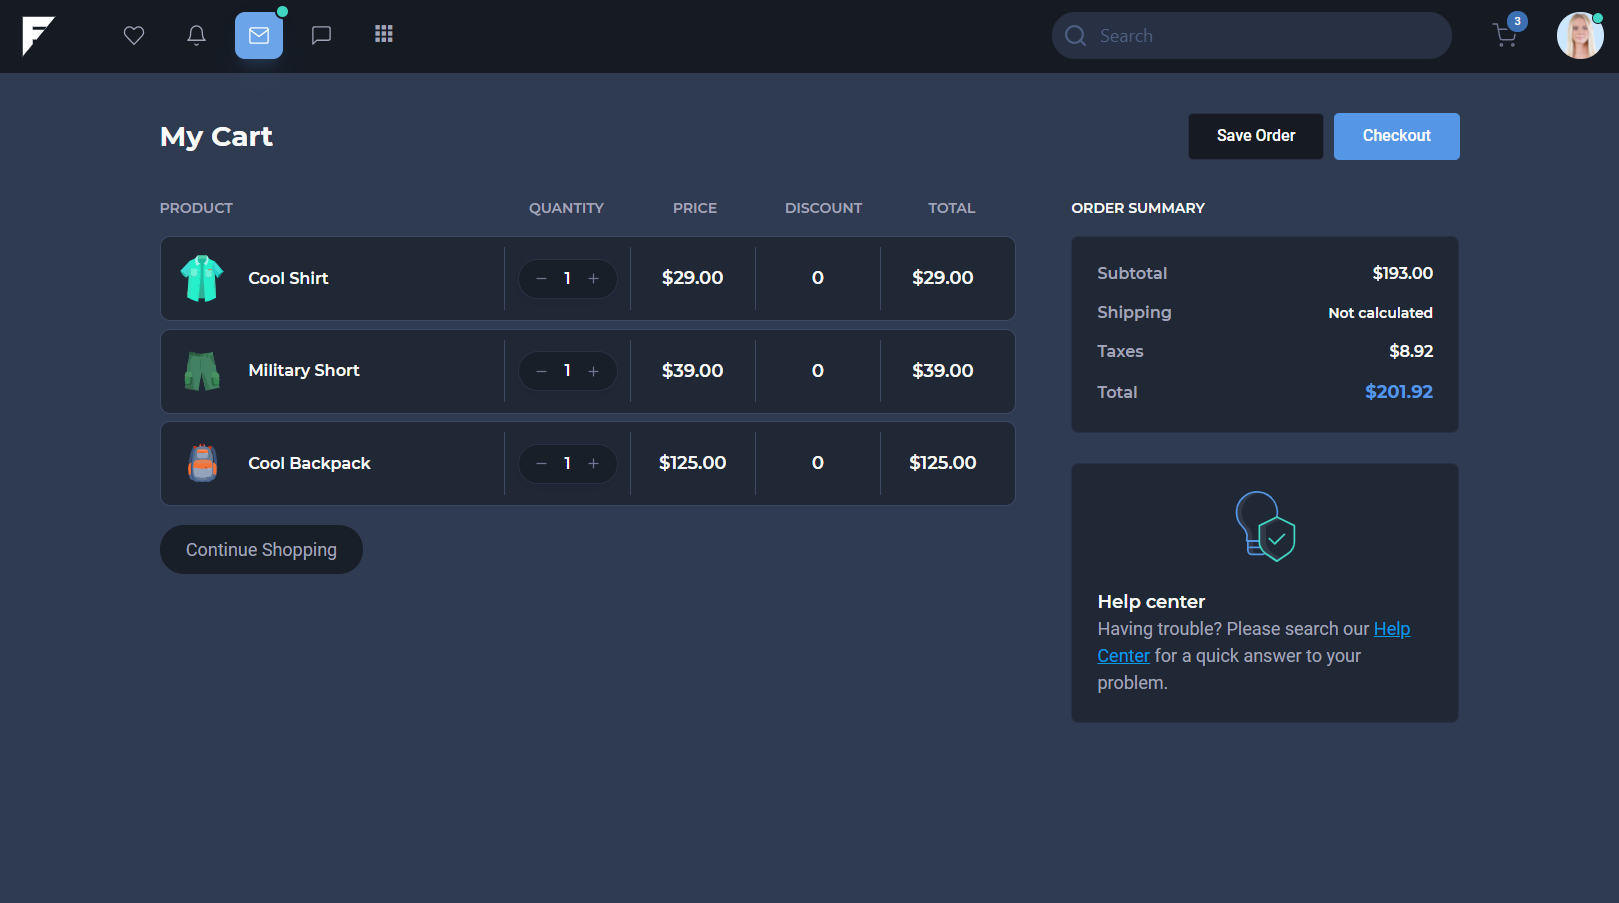 Search
3
My Cart
Save Order
Checkout
PRODUCT QUANTITY PRICE DISCOUNT TOTAL
Cool Shirt − 1 + $29.00 0 $29.00
Military Short − 1 + $39.00 0 $39.00
Cool Backpack − 1 + $125.00 0 $125.00
Continue Shopping
ORDER SUMMARY
Subtotal $193.00
Shipping Not calculated
Taxes $8.92
Total $201.92
Help center
Having trouble? Please search our Help
Center for a quick answer to your
problem.